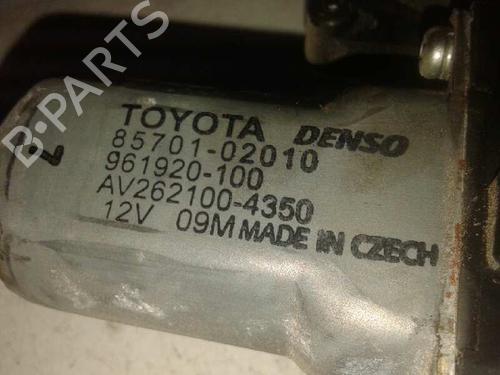 B-PARTS
TOYOTA DENSO
85701-02010
961920-100
AV262100-4350
12V 09M MADE IN CZECH